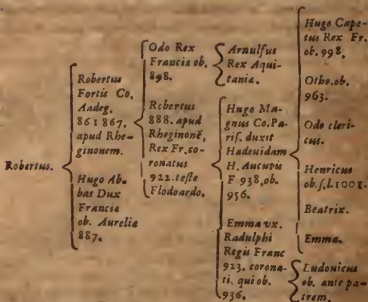 Robertus.
Robertus
Fortis Co.
Andeg.
861 867.
apud Rhe-
ginonem.
Hugo Ab-
bas Dux
Francia
ob. Aurelia
887.
Odo Rex
Francia ob.
898.
Robertus
888. apud
Rheginonē.
Rex Fr. co-
ronatus
922. teste
Flodoardo.
Arnulfus
Rex Aqui-
tania.
Hugo Ma-
gnus Co. Pa-
ris. duxit
Hadeuidam
H. Aucupis
F 938, ob.
956.
Emma vx.
Radulphi
Regis Franc
923. corona-
ti. qui ob.
936.
Hugo Cape-
tus Rex Fr.
ob. 998.
Otho. ob.
963.
Odo cleri-
cus.
Henricus
ob. s. l. 1001.
Beatrix.
Emma.
Ludouicus
ob. ante pa-
trem.